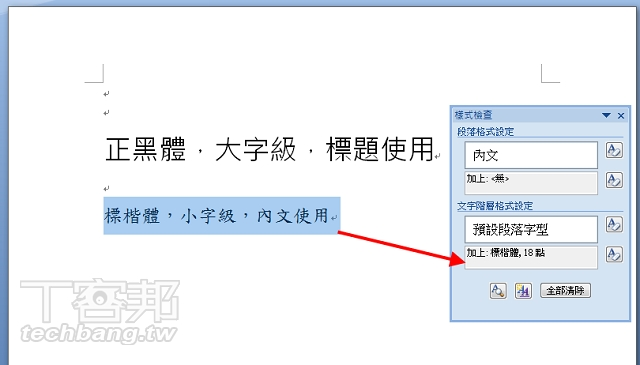 正黑體，大字級，標題使用
標楷體，小字級，內文使用
樣式檢查
段落格式設定
內文
加上: <無>
文字階層格式設定
預設段落字型
加上: 標楷體, 18 點
全部清除
T客邦
techbang.tw